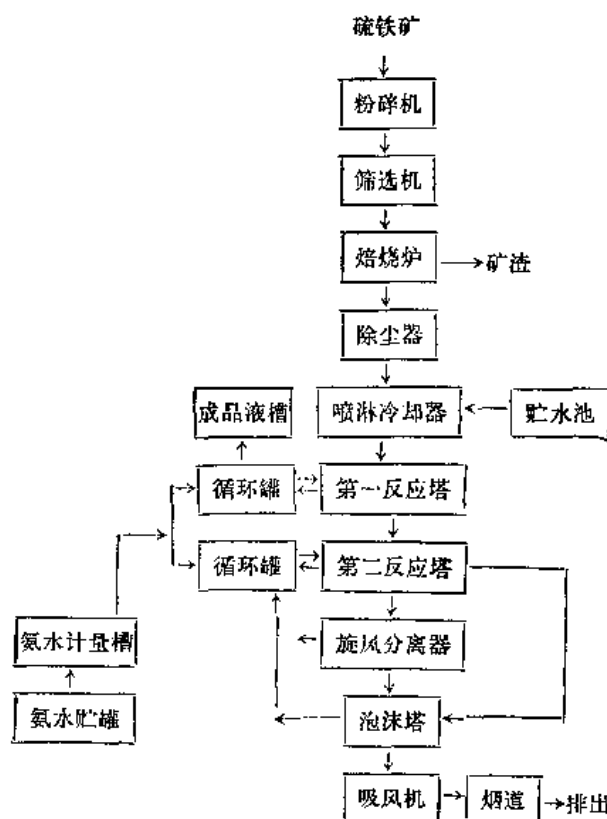 硫铁矿
粉碎机
筛选机
焙烧炉
矿渣
除尘器
成品液槽
喷淋冷却器
贮水池
循环罐
第一反应塔
循环罐
第二反应塔
氨水计量槽
旋风分离器
氨水贮罐
泡沫塔
吸风机
烟道
排出